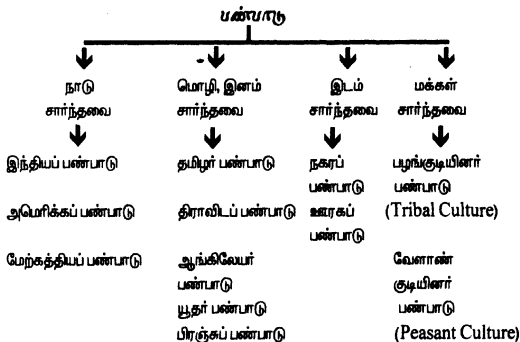 பண்பாடு
நாடு
சார்ந்தவை
இந்தியப் பண்பாடு
அமெரிக்கப் பண்பாடு
மேற்கத்தியப் பண்பாடு
மொழி, இனம்
சார்ந்தவை
தமிழர் பண்பாடு
திராவிடப் பண்பாடு
ஆங்கிலேயர்
பண்பாடு
யூதர் பண்பாடு
பிரஞ்சுப் பண்பாடு
இடம்
சார்ந்தவை
நகரப்
பண்பாடு
ஊரகப்
பண்பாடு
மக்கள்
சார்ந்தவை
பழங்குடியினர்
பண்பாடு
(Tribal Culture)
வேளாண்
குடியினர்
பண்பாடு
(Peasant Culture)